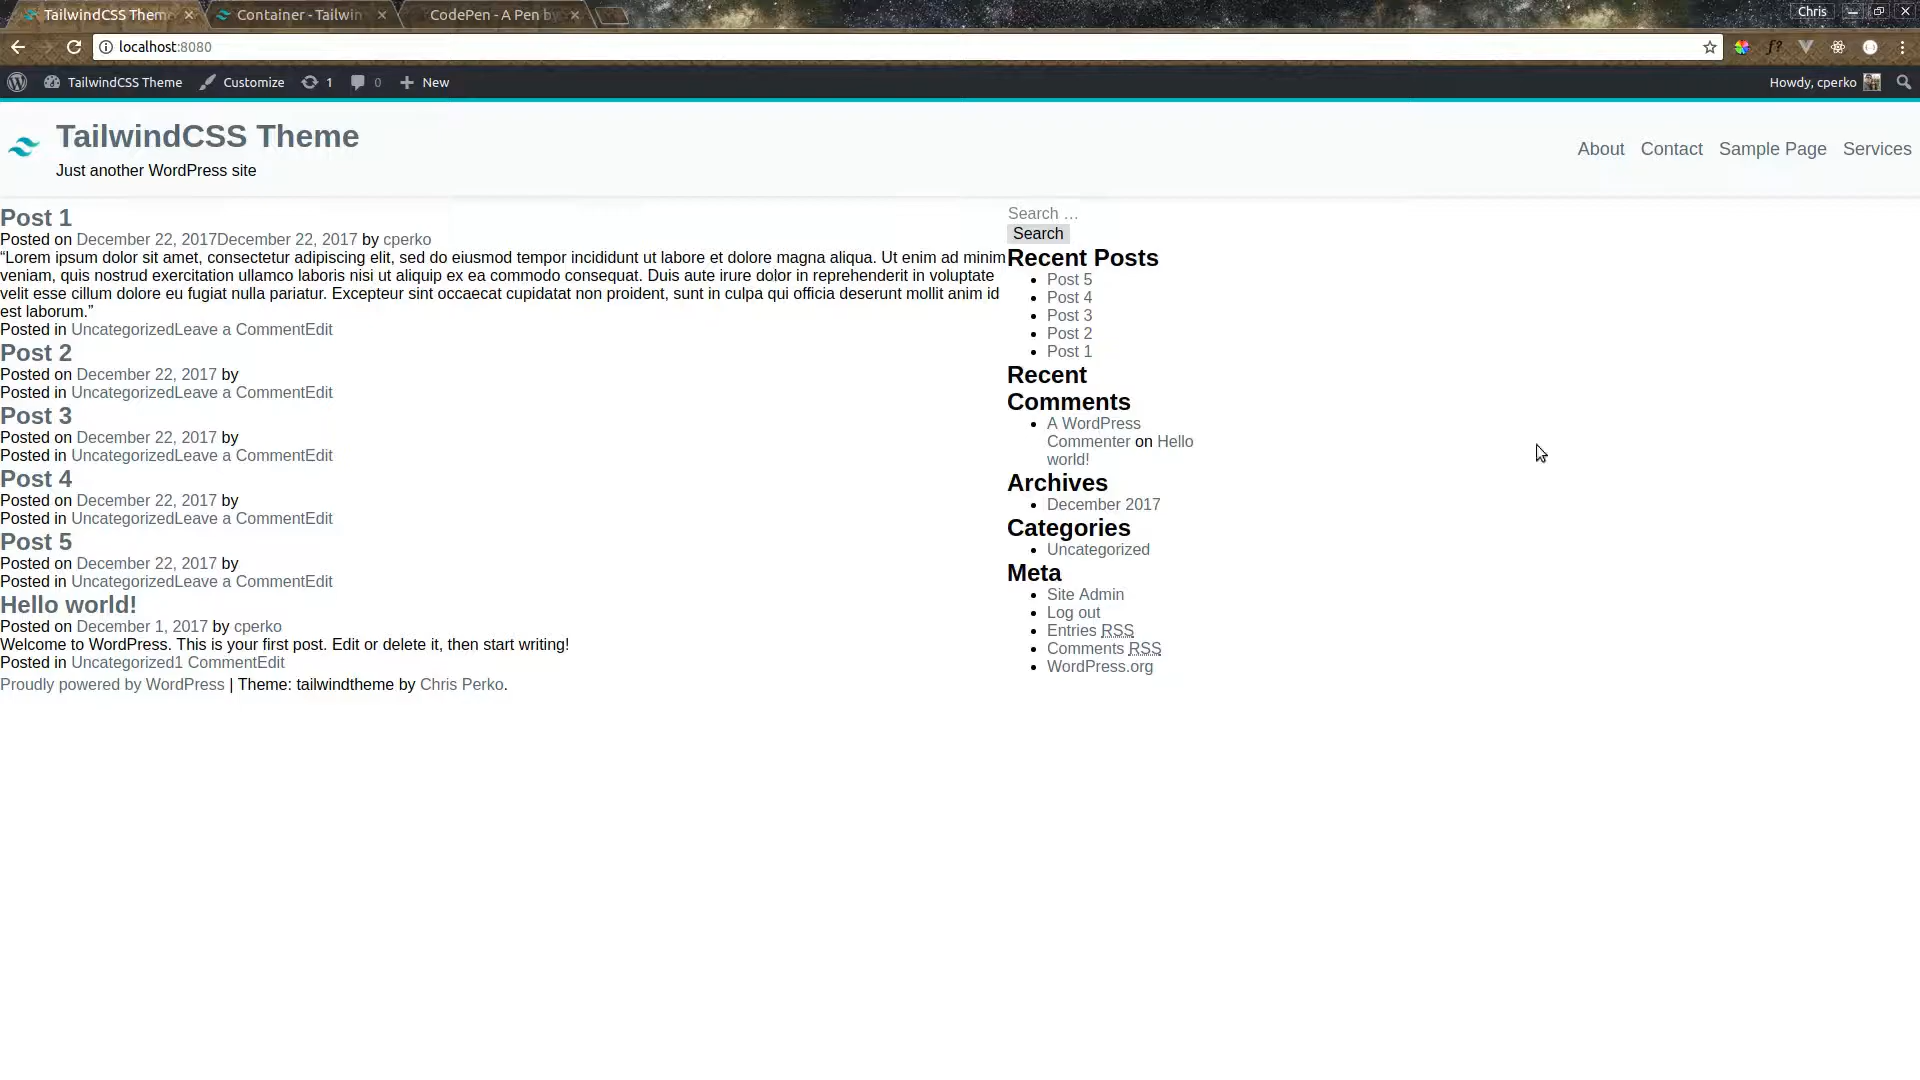 TailwindCSS Theme
Container - Tailwin
CodePen - A Pen by
Chris
localhost:8080
TailwindCSS Theme
Customize
1
0
New
Howdy, cperko
TailwindCSS Theme
Just another WordPress site
About
Contact
Sample Page
Services
Post 1
Posted on December 22, 2017December 22, 2017 by cperko
“Lorem ipsum dolor sit amet, consectetur adipiscing elit, sed do eiusmod tempor incididunt ut labore et dolore magna aliqua. Ut enim ad minim
veniam, quis nostrud exercitation ullamco laboris nisi ut aliquip ex ea commodo consequat. Duis aute irure dolor in reprehenderit in voluptate
velit esse cillum dolore eu fugiat nulla pariatur. Excepteur sint occaecat cupidatat non proident, sunt in culpa qui officia deserunt mollit anim id
est laborum.”
Posted in UncategorizedLeave a CommentEdit
Post 2
Posted on December 22, 2017 by
Posted in UncategorizedLeave a CommentEdit
Post 3
Posted on December 22, 2017 by
Posted in UncategorizedLeave a CommentEdit
Post 4
Posted on December 22, 2017 by
Posted in UncategorizedLeave a CommentEdit
Post 5
Posted on December 22, 2017 by
Posted in UncategorizedLeave a CommentEdit
Hello world!
Posted on December 1, 2017 by cperko
Welcome to WordPress. This is your first post. Edit or delete it, then start writing!
Posted in Uncategorized1 CommentEdit
Proudly powered by WordPress | Theme: tailwindtheme by Chris Perko.
Search …
Search
Recent Posts
Post 5
Post 4
Post 3
Post 2
Post 1
Recent
Comments
A WordPress
Commenter on Hello
world!
Archives
December 2017
Categories
Uncategorized
Meta
Site Admin
Log out
Entries RSS
Comments RSS
WordPress.org